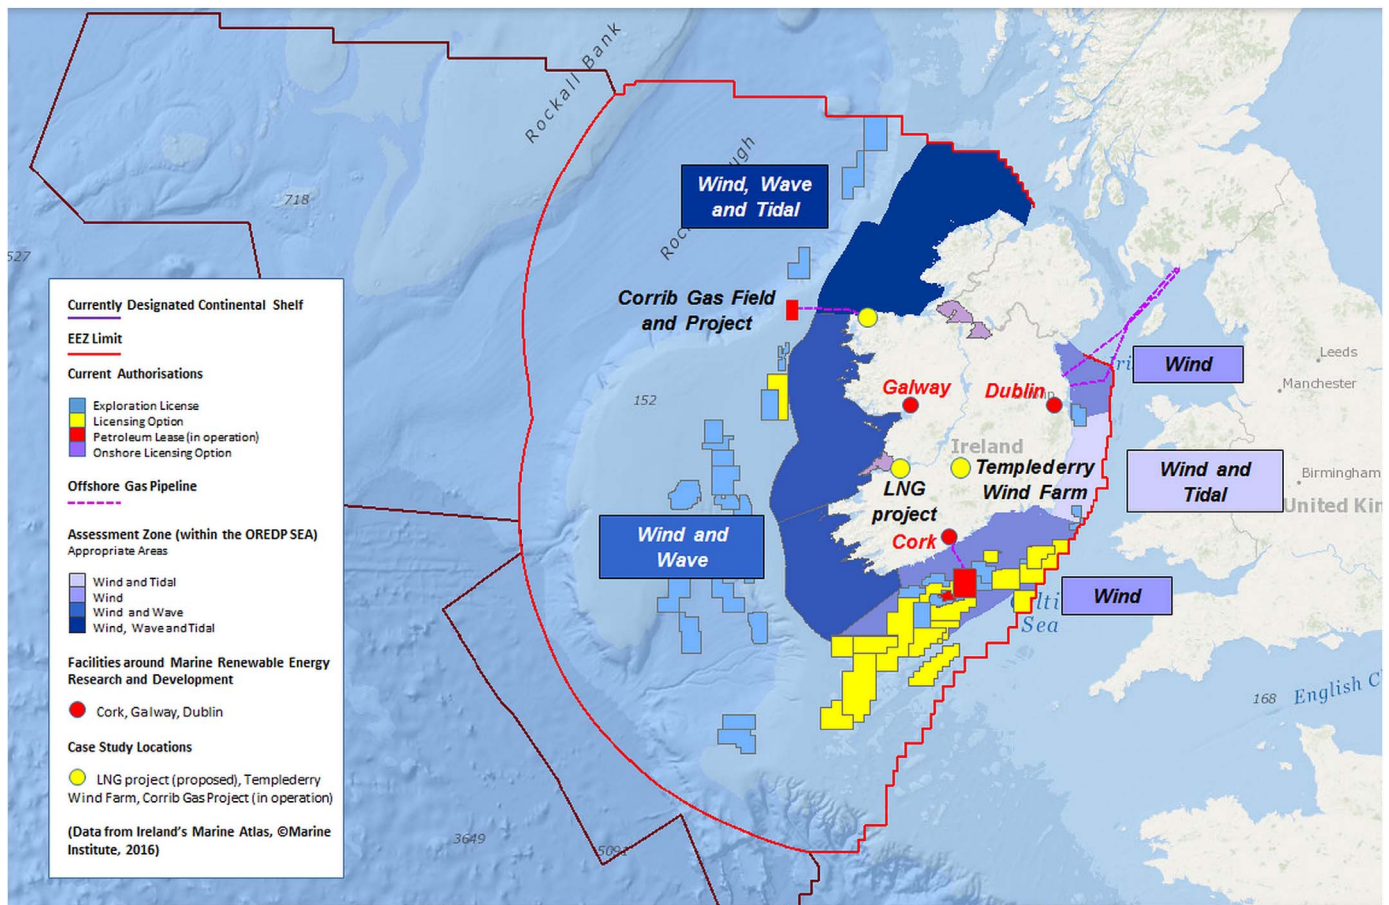 Rockall Bank
718
527
Wind, Wave
and Tidal
Corrib Gas Field
and Project
152
Galway
Dublin
Ireland
LNG
project
Templederry
Wind Farm
Cork
Wind and
Wave
Wind
Wind and
Tidal
Wind
Sea
Leeds
Manchester
Birmingham
United Kin
168
English C
3649
5091
Currently Designated Continental Shelf
EEZ Limit
Current Authorisations
Exploration License
Licensing Option
Petroleum Lease (in operation)
Onshore Licensing Option
Offshore Gas Pipeline
Assessment Zone (within the OREDP SEA)
Appropriate Areas
Wind and Tidal
Wind
Wind and Wave
Wind, Wave and Tidal
Facilities around Marine Renewable Energy
Research and Development
Cork, Galway, Dublin
Case Study Locations
LNG project (proposed), Templederry
Wind Farm, Corrib Gas Project (in operation)
(Data from Ireland's Marine Atlas, ©Marine
Institute, 2016)